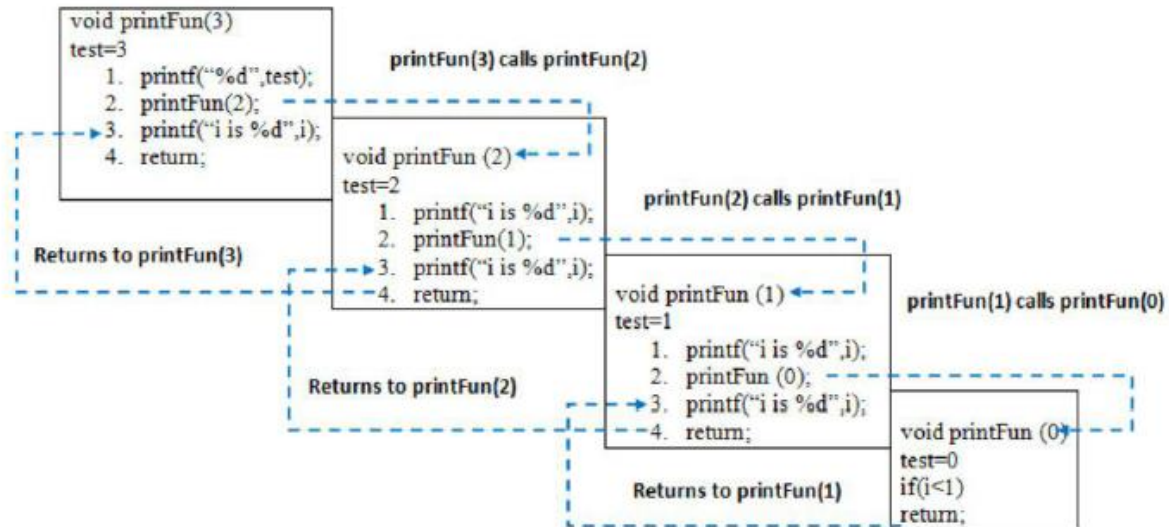 void printFun(3)
test=3
1. printf(“%d”,test);
2. printFun(2);
3. printf(“i is %d”,i);
4. return;
printFun(3) calls printFun(2)
void printFun (2)
test=2
1. printf(“i is %d”,i);
2. printFun(1);
3. printf(“i is %d”,i);
4. return;
Returns to printFun(3)
printFun(2) calls printFun(1)
void printFun (1)
test=1
1. printf(“i is %d”,i);
2. printFun (0);
3. printf(“i is %d”,i);
4. return;
Returns to printFun(2)
printFun(1) calls printFun(0)
void printFun (0)
test=0
if(i<1)
return;
Returns to printFun(1)